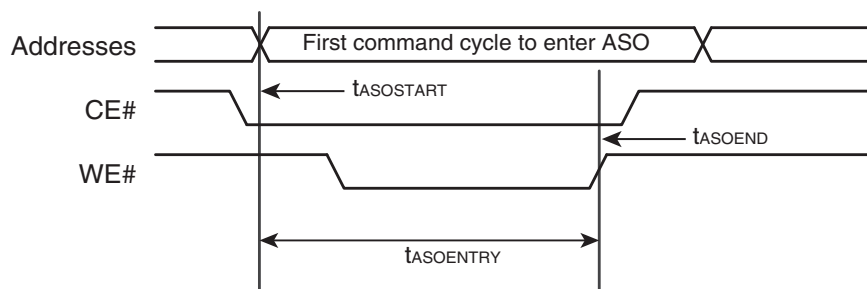 Addresses
First command cycle to enter ASO
tASOSTART
CE#
tASOEND
WE#
tASOENTRY